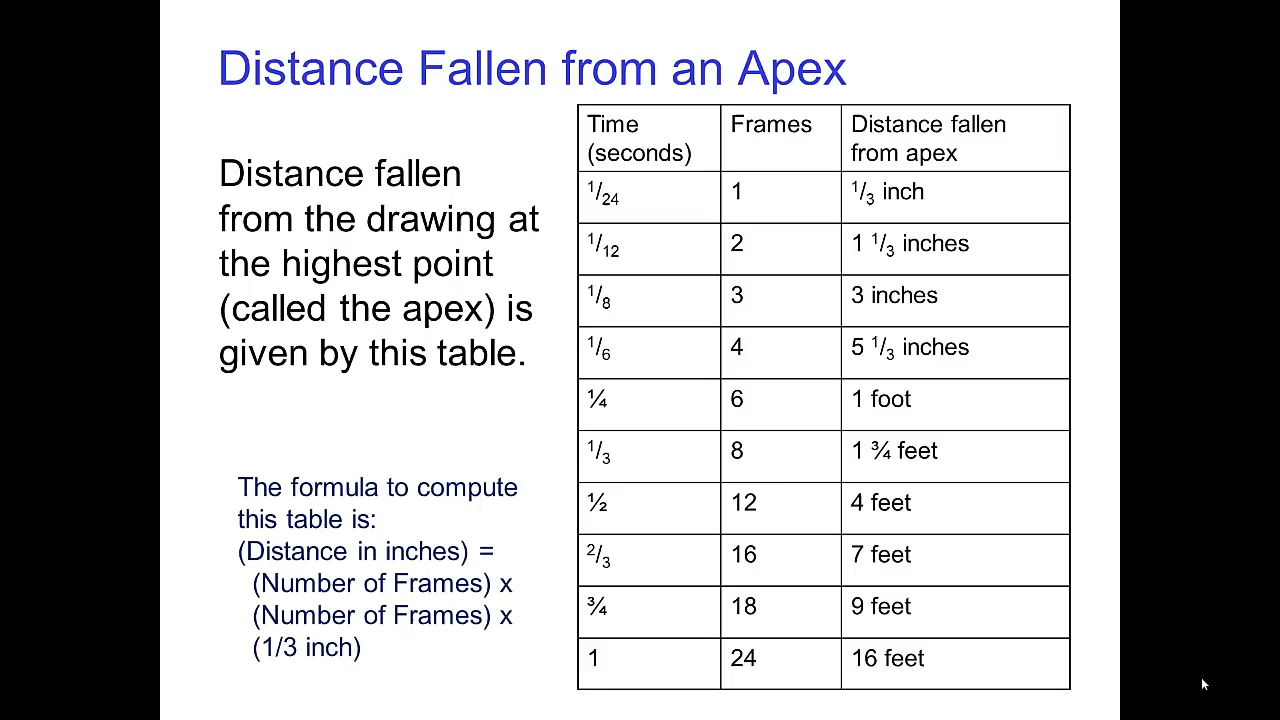 Distance Fallen from an Apex
Distance fallen
from the drawing at
the highest point
(called the apex) is
given by this table.
The formula to compute
this table is:
(Distance in inches) =
(Number of Frames) x
(Number of Frames) x
(1/3 inch)
Time (seconds) Frames Distance fallen from apex
1/24 1 1/3 inch
1/12 2 1 1/3 inches
1/8 3 3 inches
1/6 4 5 1/3 inches
¼ 6 1 foot
1/3 8 1 ¾ feet
½ 12 4 feet
2/3 16 7 feet
¾ 18 9 feet
1 24 16 feet